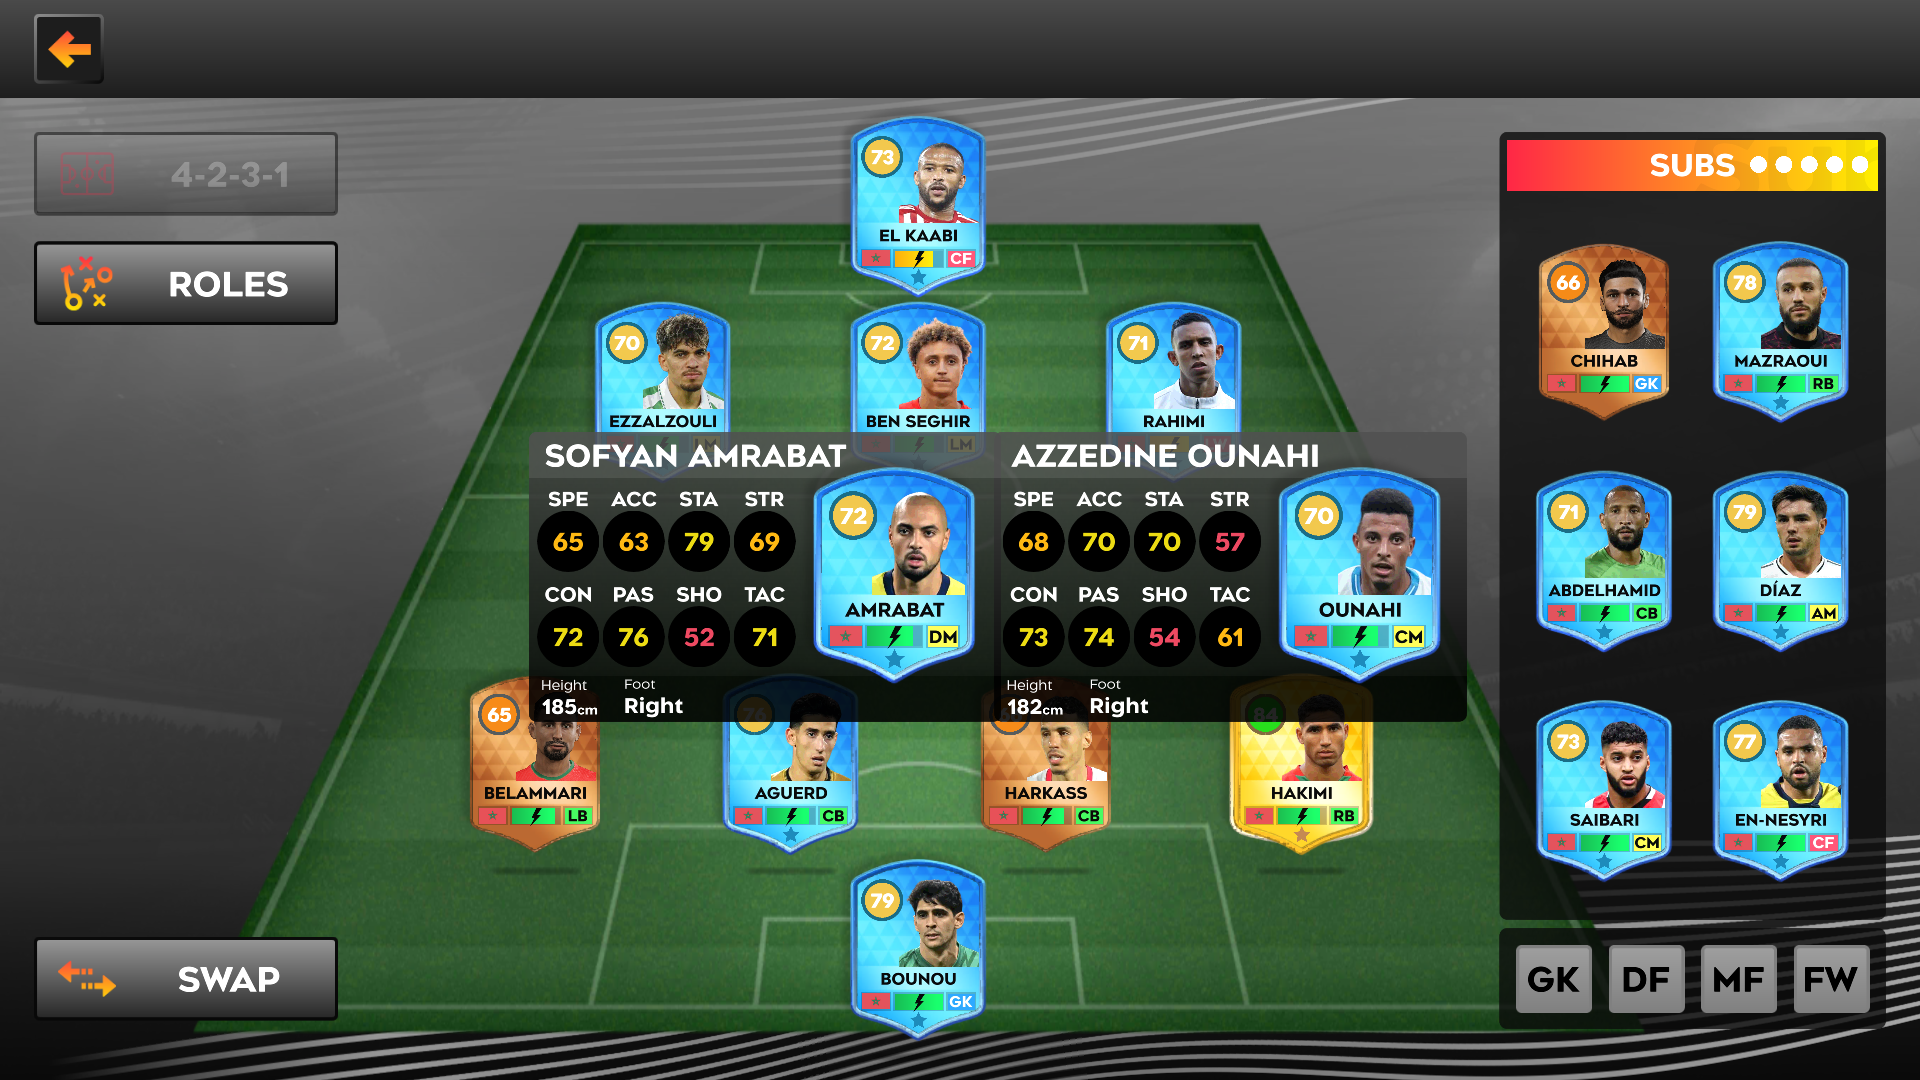 4-2-3-1
ROLES
SWAP
73
EL KAABI
CF
70
EZZALZOULI
LM
72
BEN SEGHIR
LM
71
RAHIMI
SOFYAN AMRABAT
SPE ACC STA STR
65 63 79 69
CON PAS SHO TAC
72 76 52 71
Height Foot
185cm Right
72
AMRABAT
DM
AZZEDINE OUNAHI
SPE ACC STA STR
68 70 70 57
CON PAS SHO TAC
73 74 54 61
Height Foot
182cm Right
70
OUNAHI
CM
65
BELAMMARI
LB
76
AGUERD
CB
HARKASS
CB
84
HAKIMI
RB
79
BOUNOU
GK
SUBS
66
CHIHAB
GK
78
MAZRAOUI
RB
71
ABDELHAMID
CB
79
DÍAZ
AM
73
SAIBARI
CM
77
EN-NESYRI
CF
GK DF MF FW